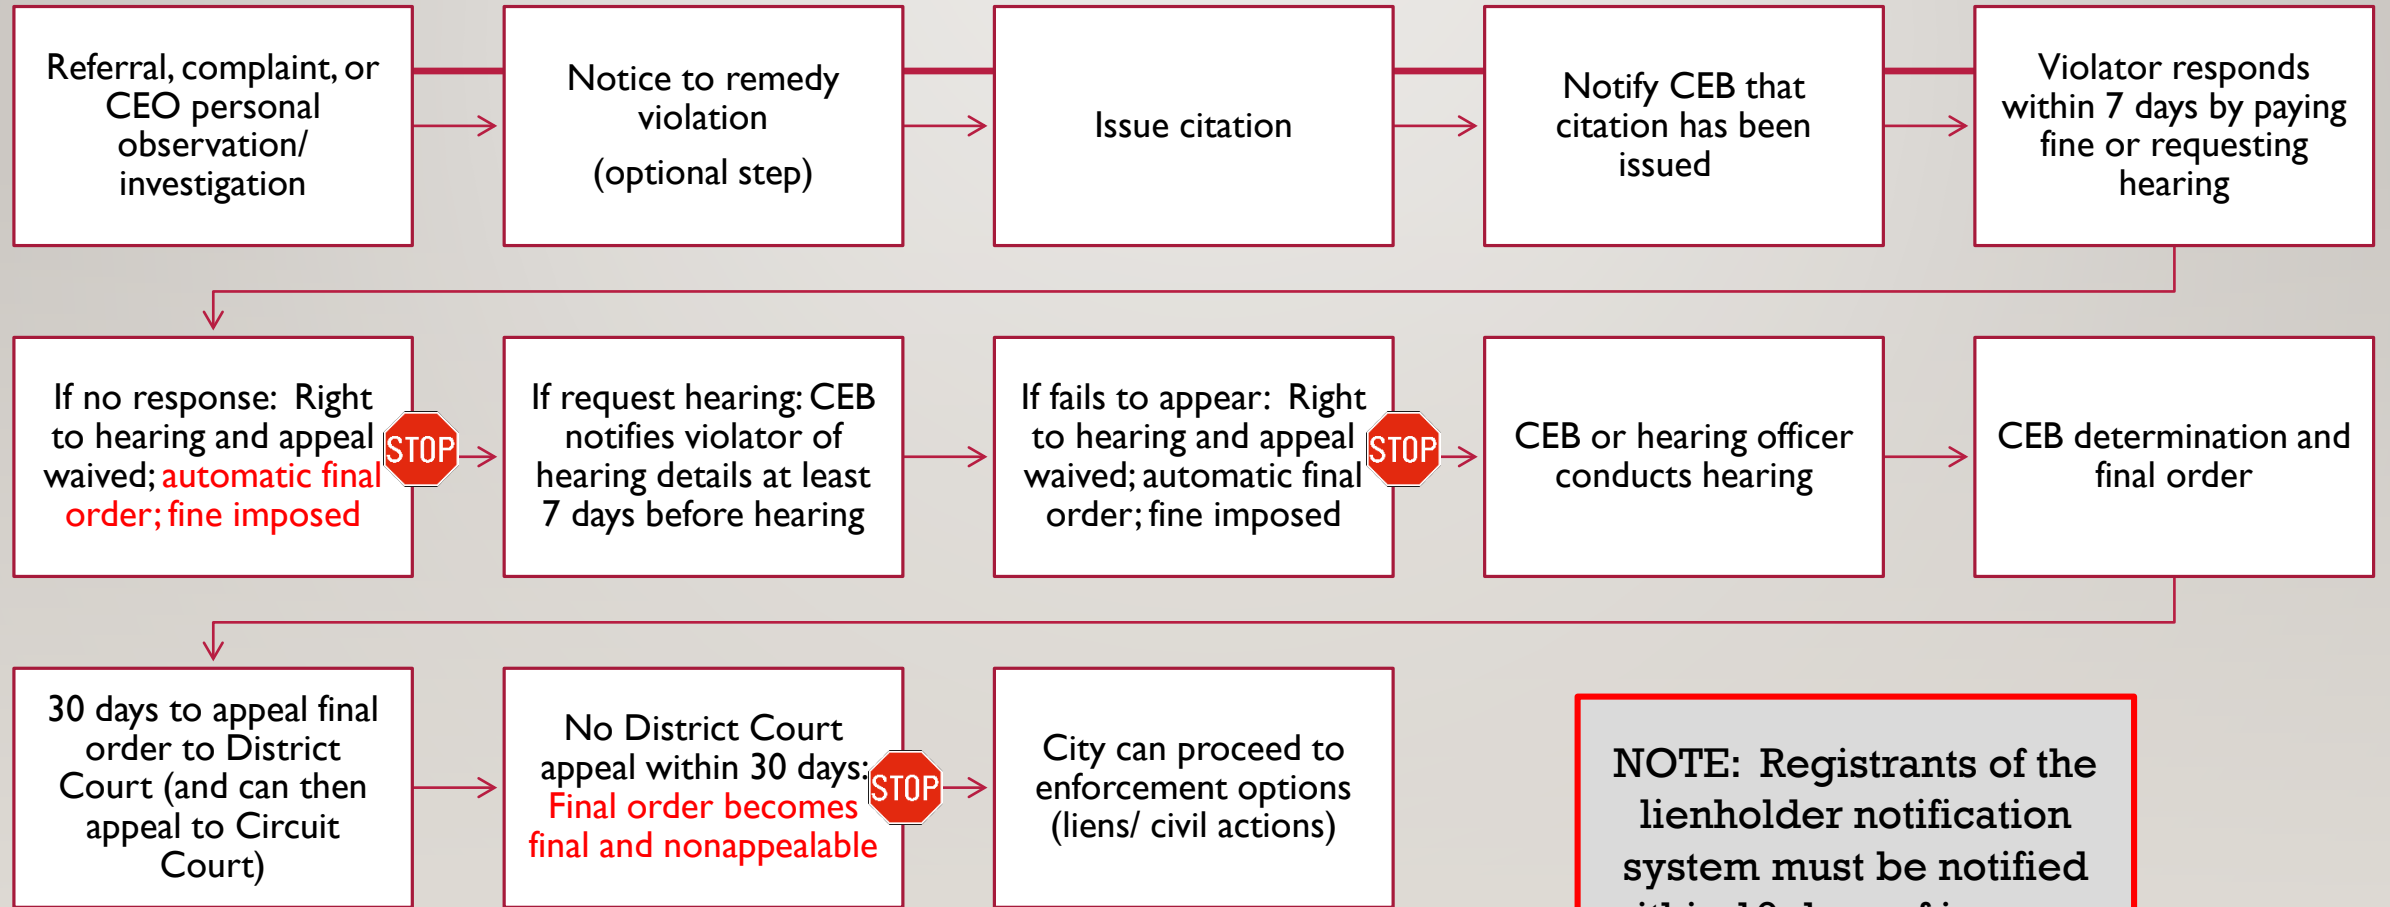 Referral, complaint, or
CEO personal
observation/
investigation
Notice to remedy
violation
(optional step)
Issue citation
Notify CEB that
citation has been
issued
Violator responds
within 7 days by paying
fine or requesting
hearing
If no response: Right
to hearing and appeal
waived; automatic final
order; fine imposed
STOP
If request hearing: CEB
notifies violator of
hearing details at least
7 days before hearing
If fails to appear: Right
to hearing and appeal
waived; automatic final
order; fine imposed
STOP
CEB or hearing officer
conducts hearing
CEB determination and
final order
30 days to appeal final
order to District
Court (and can then
appeal to Circuit
Court)
No District Court
appeal within 30 days:
Final order becomes
final and nonappealable
STOP
City can proceed to
enforcement options
(liens/ civil actions)
NOTE: Registrants of the
lienholder notification
system must be notified